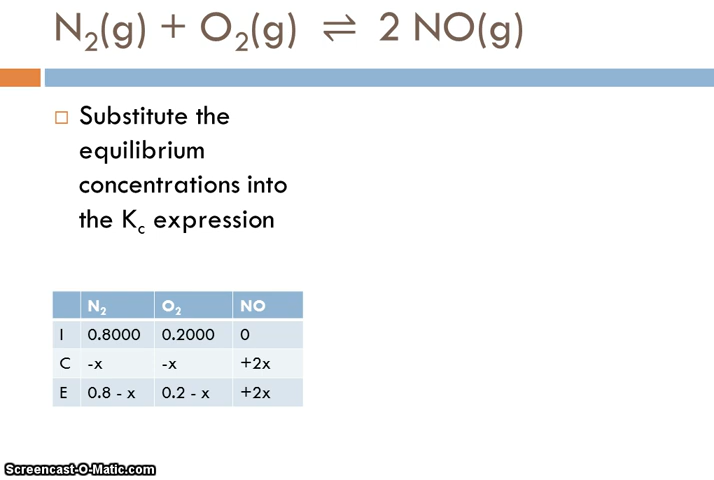 N₂(g) + O₂(g) ⇌ 2 NO(g)
Substitute the
equilibrium
concentrations into
the K꜀ expression
N₂ O₂ NO
I 0.8000 0.2000 0
C -x -x +2x
E 0.8 - x 0.2 - x +2x
Screencast-O-Matic.com